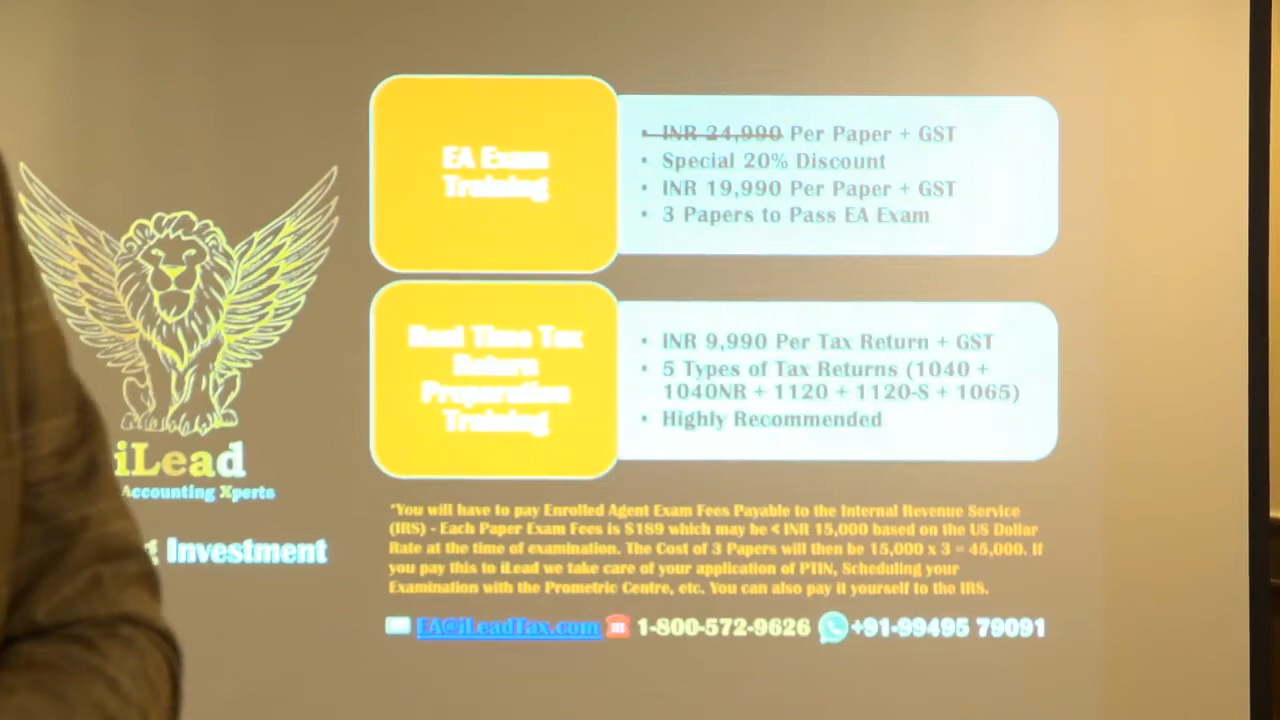 EA Exam
Training
• INR 24,990 Per Paper + GST
• Special 20% Discount
• INR 19,990 Per Paper + GST
• 3 Papers to Pass EA Exam
Real Time Tax
Return
Preparation
Training
• INR 9,990 Per Tax Return + GST
• 5 Types of Tax Returns (1040 +
1040NR + 1120 + 1120-S + 1065)
• Highly Recommended
iLead
Accounting Xperts
g Investment
*You will have to pay Enrolled Agent Exam Fees Payable to the Internal Revenue Service
(IRS) - Each Paper Exam Fees is $189 which may be < INR 15,000 based on the US Dollar
Rate at the time of examination. The Cost of 3 Papers will then be 15,000 x 3 = 45,000. If
you pay this to iLead we take care of your application of PTIN, Scheduling your
Examination with the Prometric Centre, etc. You can also pay it yourself to the IRS.
EA@iLeadTax.com 1-800-572-9626 +91-99495 79091